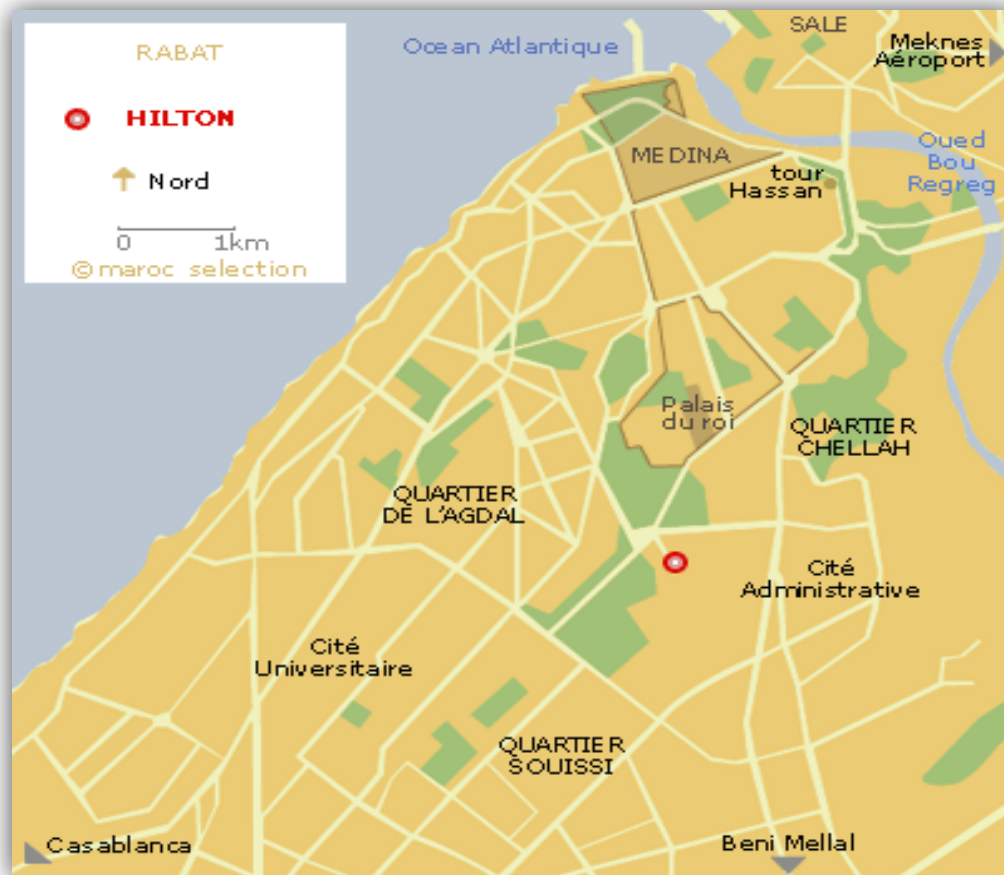 RABAT
HILTON
Nord
0 1km
©maroc selection
Ocean Atlantique
SALE
Meknes
Aéroport
MEDINA
tour
Hassan
Oued
Bou
Regreg
Palais
du roi
QUARTIER
CHELLAH
QUARTIER
DE L'AGDAL
Cité
Administrative
Cité
Universitaire
QUARTIER
SOUISSI
Casablanca
Beni Mellal